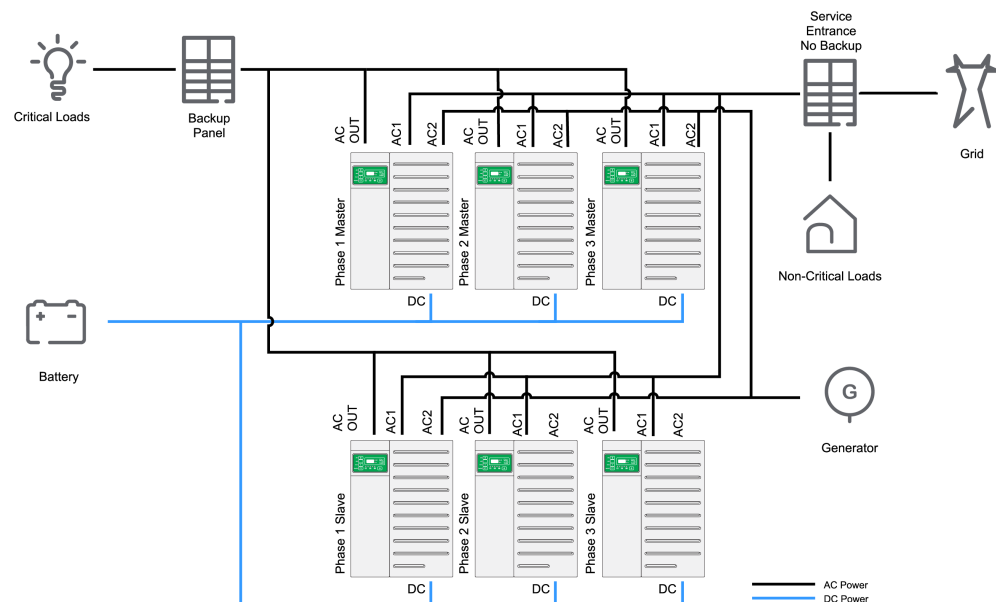 Service
Entrance
No Backup
Critical Loads
Backup
Panel
Grid
AC
OUT
AC1
AC2
AC
OUT
AC1
AC2
AC
OUT
AC1
AC2
Phase 1 Master
Phase 2 Master
Phase 3 Master
Non-Critical Loads
DC
DC
DC
+ -
Battery
AC
OUT
AC1
AC2
AC
OUT
AC1
AC2
AC
OUT
AC1
AC2
G
Generator
Phase 1 Slave
Phase 2 Slave
Phase 3 Slave
DC
DC
DC
AC Power
DC Power